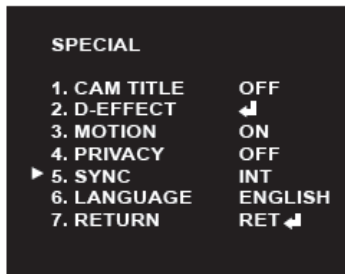 SPECIAL
1. CAM TITLE OFF
2. D-EFFECT ↵
3. MOTION ON
4. PRIVACY OFF
▶ 5. SYNC INT
6. LANGUAGE ENGLISH
7. RETURN RET↵